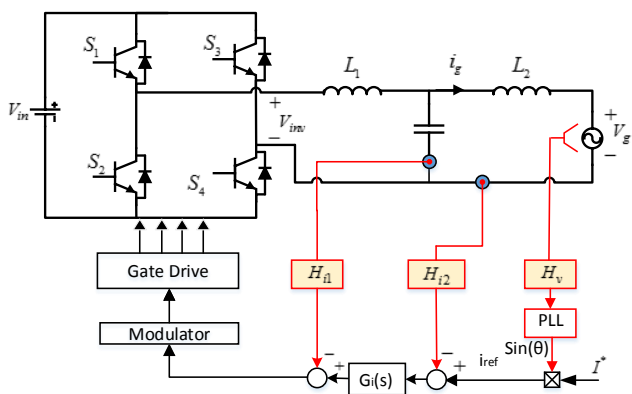 S1
S3
L1
ig
L2
Vin
+
+
Vinv
−
+
Vg
−
S2
S4
Gate Drive
Hi1
Hi2
Hv
Modulator
PLL
Sin(θ)
iref
I*
−
+
Gi(s)
−
+